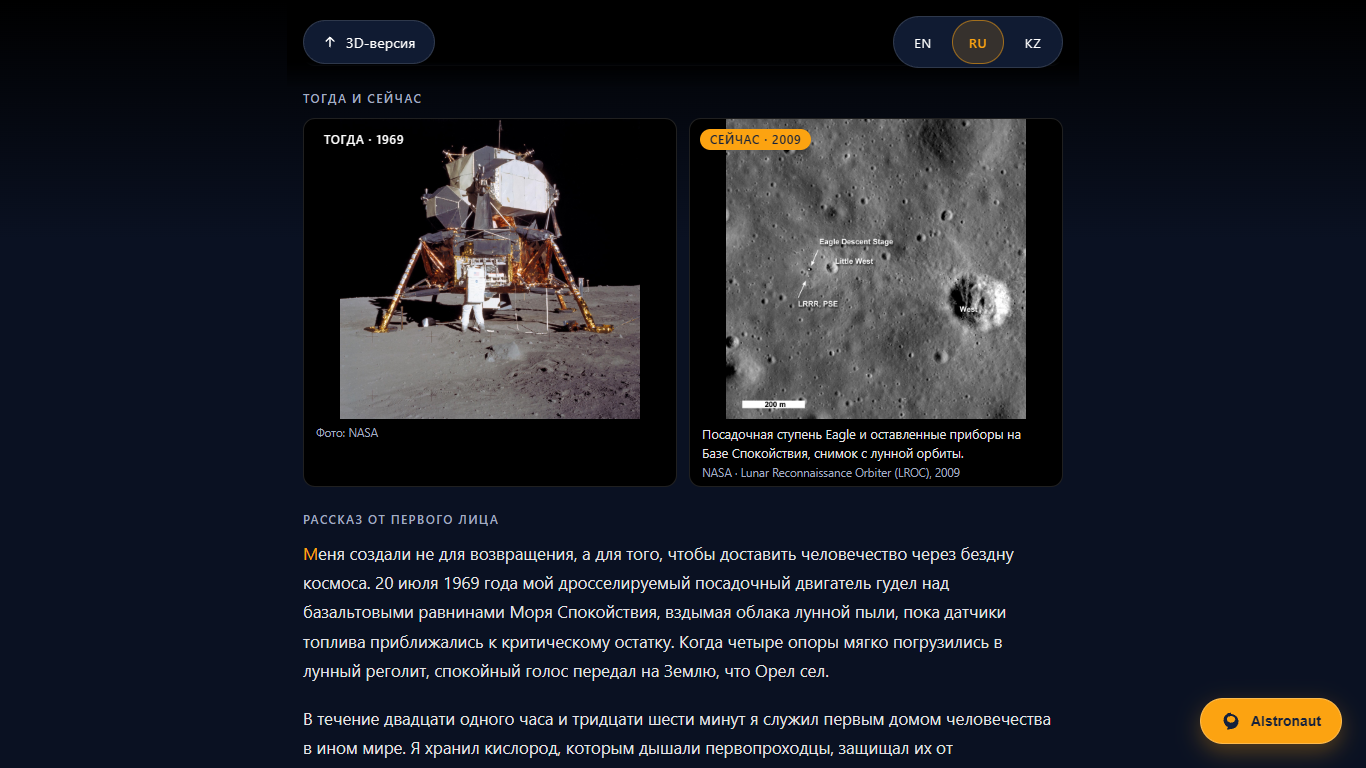 3D-версия
EN RU KZ
ТОГДА И СЕЙЧАС
ТОГДА · 1969
СЕЙЧАС · 2009
Eagle Descent Stage
Little West
LRRR, PSE
West
200 m
Фото: NASA
Посадочная ступень Eagle и оставленные приборы на
Базе Спокойствия, снимок с лунной орбиты.
NASA · Lunar Reconnaissance Orbiter (LROC), 2009
РАССКАЗ ОТ ПЕРВОГО ЛИЦА
Меня создали не для возвращения, а для того, чтобы доставить человечество через бездну
космоса. 20 июля 1969 года мой дросселируемый посадочный двигатель гудел над
базальтовыми равнинами Моря Спокойствия, вздымая облака лунной пыли, пока датчики
топлива приближались к критическому остатку. Когда четыре опоры мягко погрузились в
лунный реголит, спокойный голос передал на Землю, что Орел сел.
В течение двадцати одного часа и тридцати шести минут я служил первым домом человечества
в ином мире. Я хранил кислород, которым дышали первопроходцы, защищал их от
AIstronaut